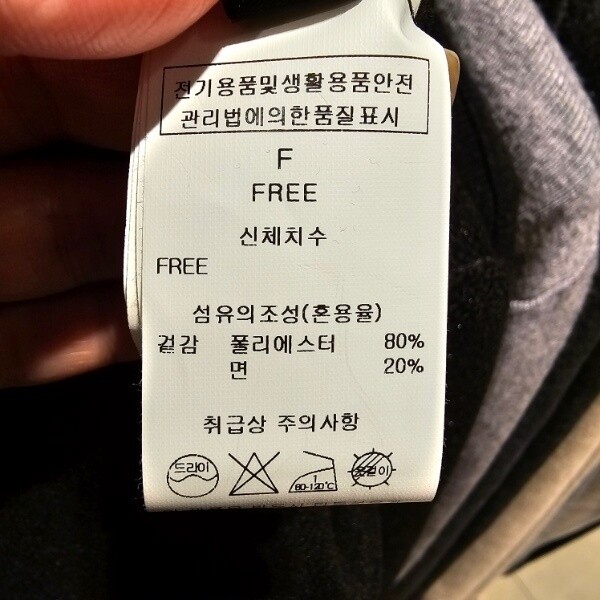 전기용품및생활용품안전
관리법에의한품질표시
F
FREE
신체치수
FREE
섬유의조성(혼용율)
겉감 폴리에스터 80%
면 20%
취급상 주의사항
드라이 80-120℃